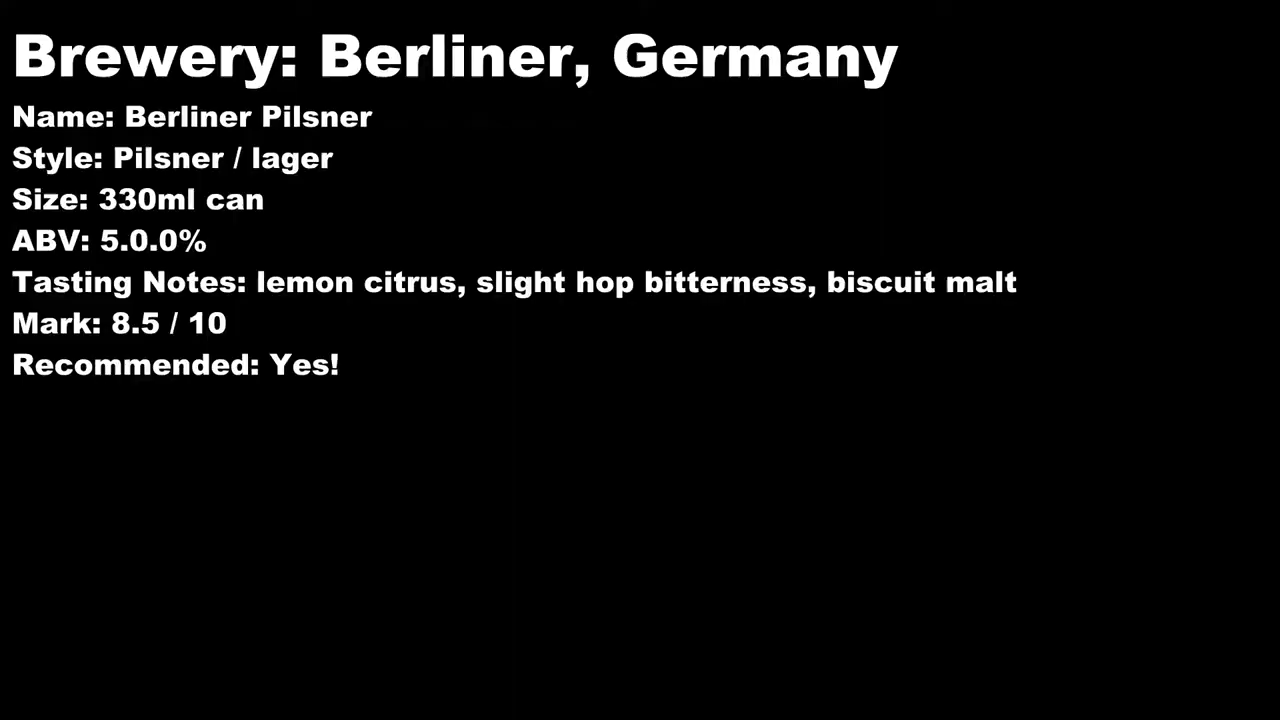 Brewery: Berliner, Germany
Name: Berliner Pilsner
Style: Pilsner / lager
Size: 330ml can
ABV: 5.0.0%
Tasting Notes: lemon citrus, slight hop bitterness, biscuit malt
Mark: 8.5 / 10
Recommended: Yes!